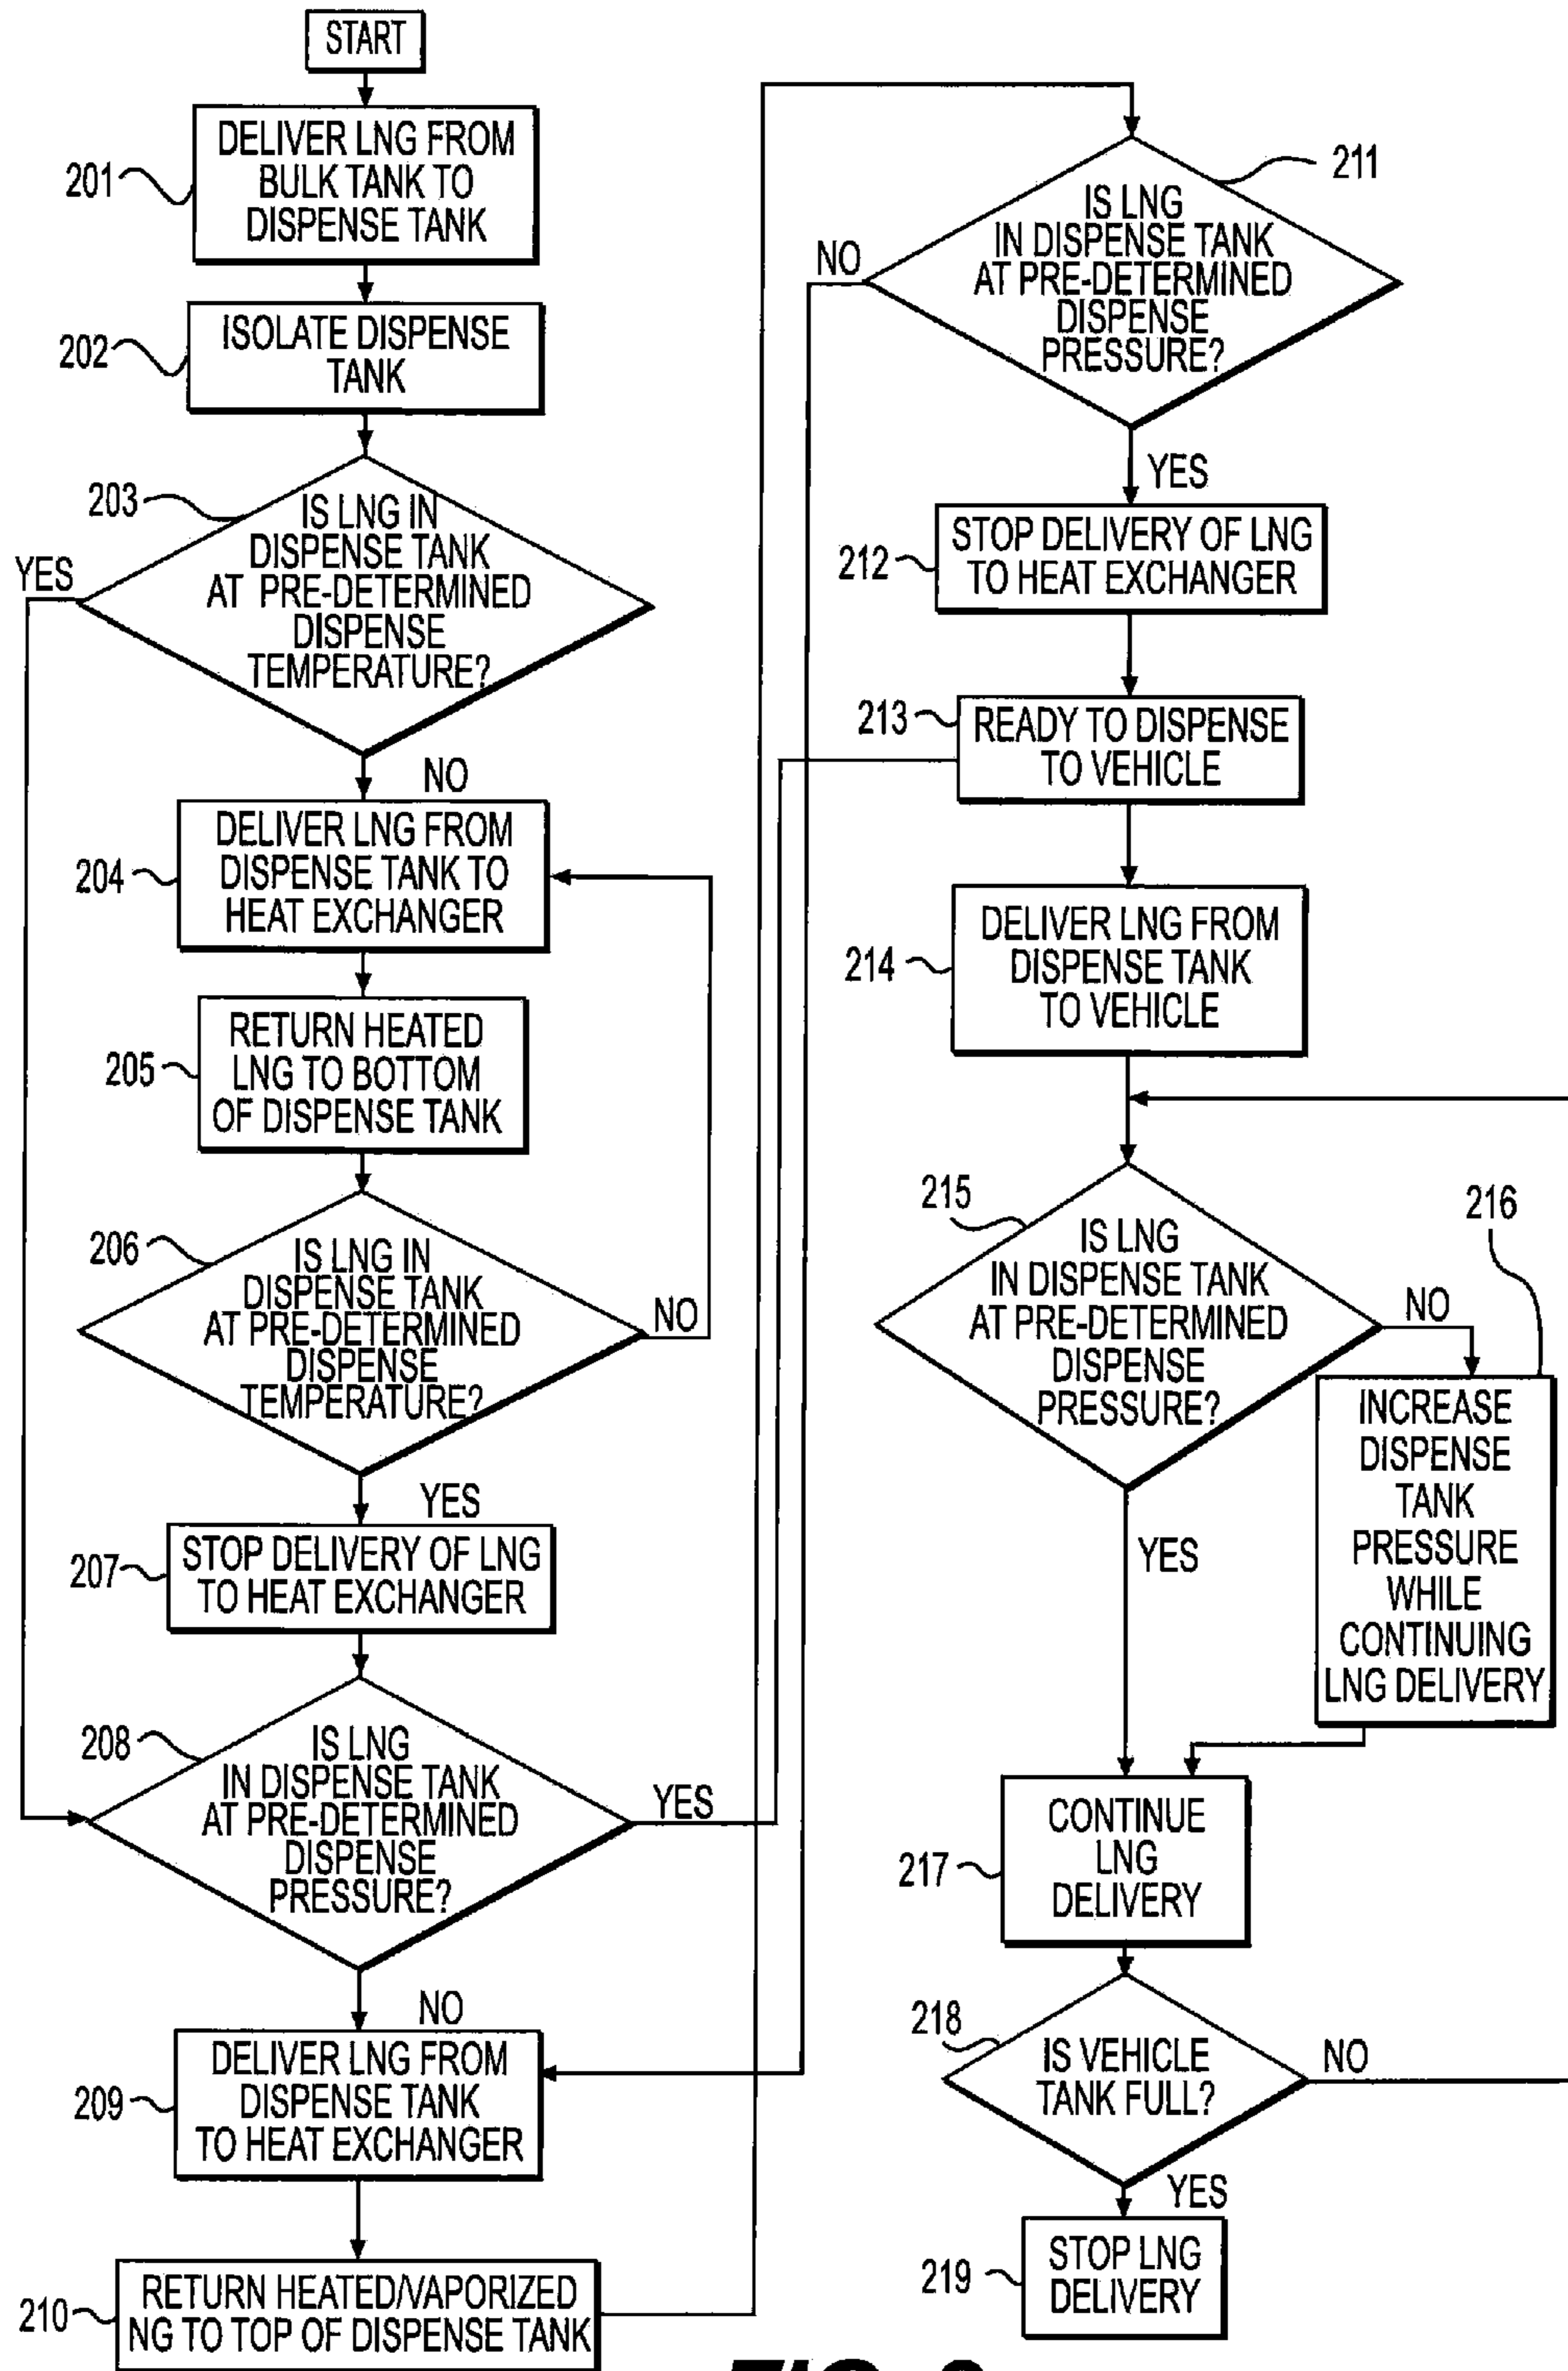 START
DELIVER LNG FROM
BULK TANK TO
DISPENSE TANK
201
ISOLATE DISPENSE
TANK
202
203
IS LNG IN
DISPENSE TANK
AT PRE-DETERMINED
DISPENSE
TEMPERATURE?
YES
NO
DELIVER LNG FROM
DISPENSE TANK TO
HEAT EXCHANGER
204
RETURN HEATED
LNG TO BOTTOM
OF DISPENSE TANK
205
206
IS LNG IN
DISPENSE TANK
AT PRE-DETERMINED
DISPENSE
TEMPERATURE?
NO
YES
STOP DELIVERY OF LNG
TO HEAT EXCHANGER
207
208
IS LNG
IN DISPENSE TANK
AT PRE-DETERMINED
DISPENSE
PRESSURE?
YES
NO
DELIVER LNG FROM
DISPENSE TANK
TO HEAT EXCHANGER
209
RETURN HEATED/VAPORIZED
NG TO TOP OF DISPENSE TANK
210
211
IS LNG
IN DISPENSE TANK
AT PRE-DETERMINED
DISPENSE
PRESSURE?
NO
YES
STOP DELIVERY OF LNG
TO HEAT EXCHANGER
212
213
READY TO DISPENSE
TO VEHICLE
DELIVER LNG FROM
DISPENSE TANK
TO VEHICLE
214
215
IS LNG
IN DISPENSE TANK
AT PRE-DETERMINED
DISPENSE
PRESSURE?
NO
216
INCREASE
DISPENSE
TANK
PRESSURE
WHILE
CONTINUING
LNG DELIVERY
YES
CONTINUE
LNG
DELIVERY
217
218
IS VEHICLE
TANK FULL?
NO
YES
STOP LNG
DELIVERY
219